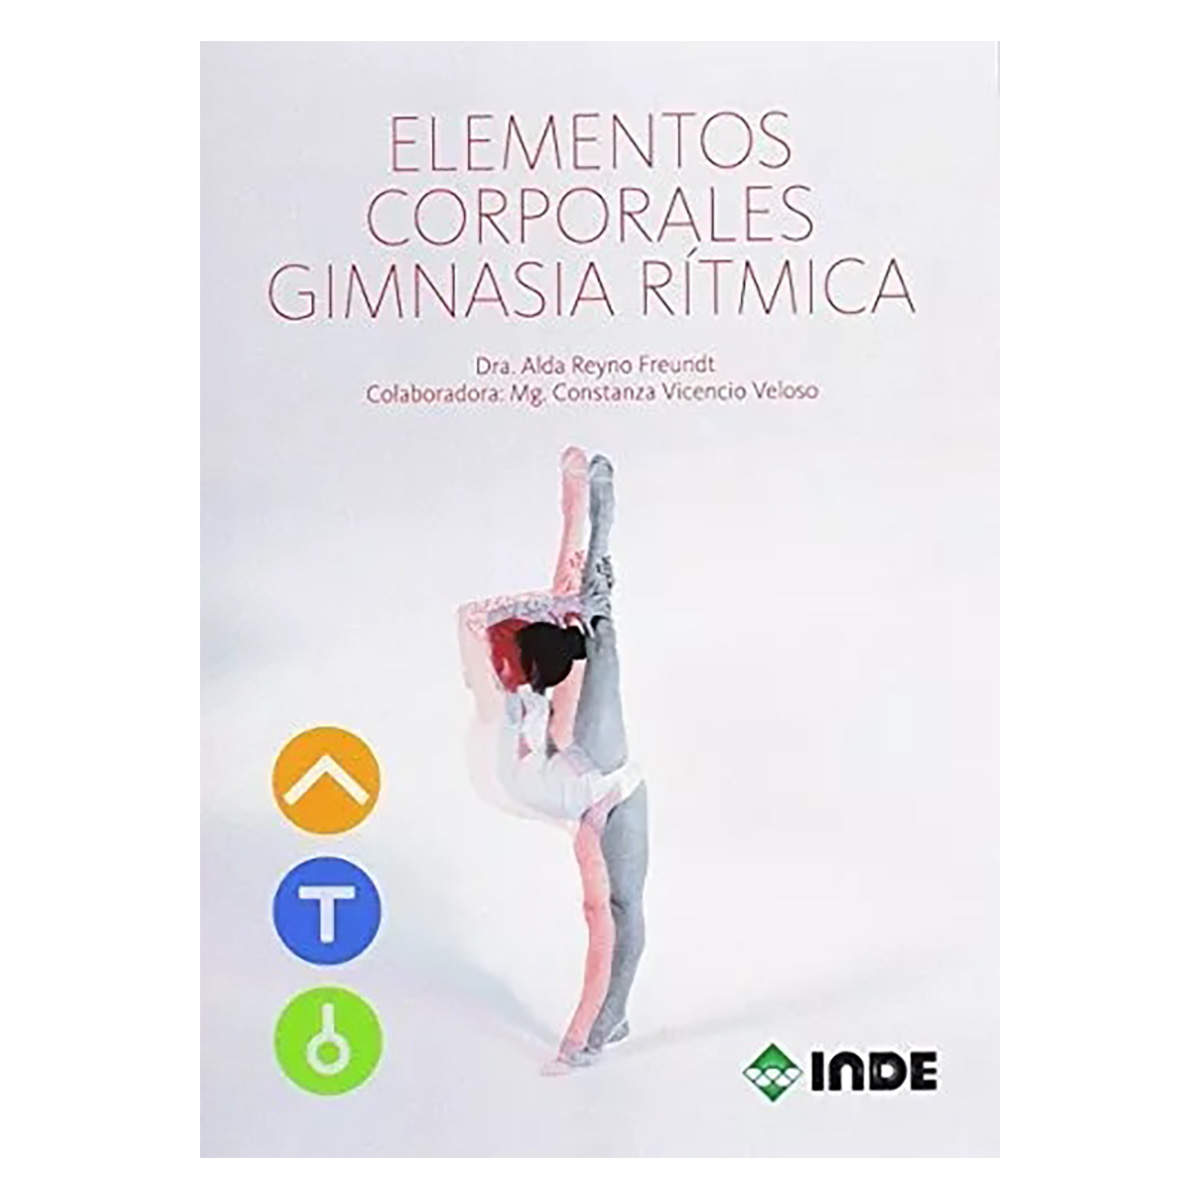 ELEMENTOS
CORPORALES
GIMNASIA RÍTMICA
Dra. Alda Reyno Freundt
Colaboradora: Mg. Constanza Vicencio Veloso
T
INDE